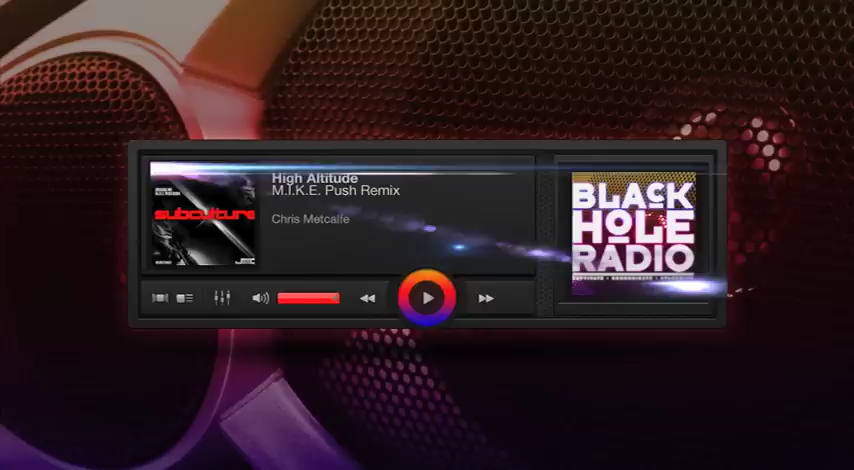 High Altitude
M.I.K.E. Push Remix
Chris Metcalfe
subculture
BLACK
HOLE
RADIO